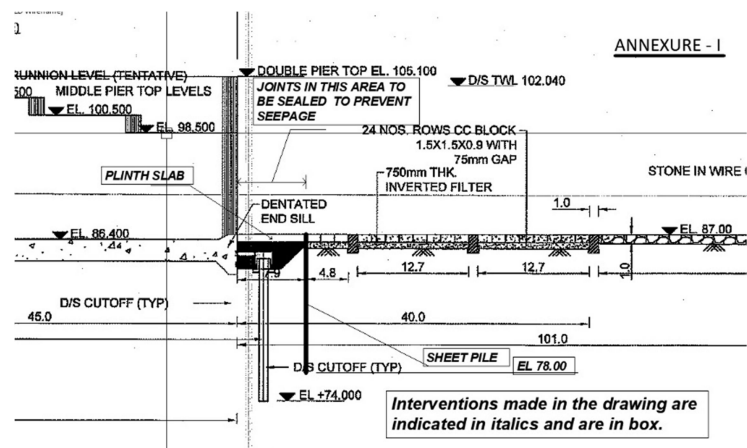 ANNEXURE - I
RUNNION LEVEL (TENTATIVE)
DOUBLE PIER TOP EL. 105.100
D/S TWL 102.040
MIDDLE PIER TOP LEVELS
JOINTS IN THIS AREA TO
BE SEALED TO PREVENT
SEEPAGE
EL. 100.500
EL. 98.500
24 NOS. ROWS CC BLOCK
1.5X1.5X0.9 WITH
75mm GAP
PLINTH SLAB
750mm THK.
INVERTED FILTER
STONE IN WIRE
1.0
DENTATED
END SILL
EL. 87.00
4.8
12.7
12.7
1.0
D/S CUTOFF (TYP)
45.0
40.0
101.0
SHEET PILE
D/S CUTOFF (TYP)
EL 78.00
EL +74.000
Interventions made in the drawing are
indicated in italics and are in box.